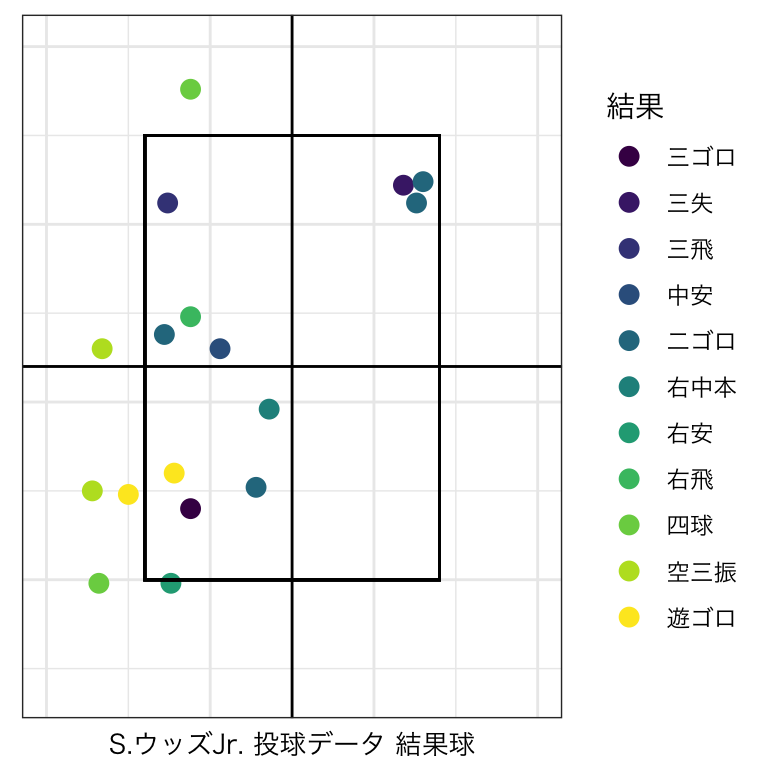 結果
三ゴロ
三失
三飛
中安
二ゴロ
右中本
右安
右飛
四球
空三振
遊ゴロ
S.ウッズJr. 投球データ 結果球